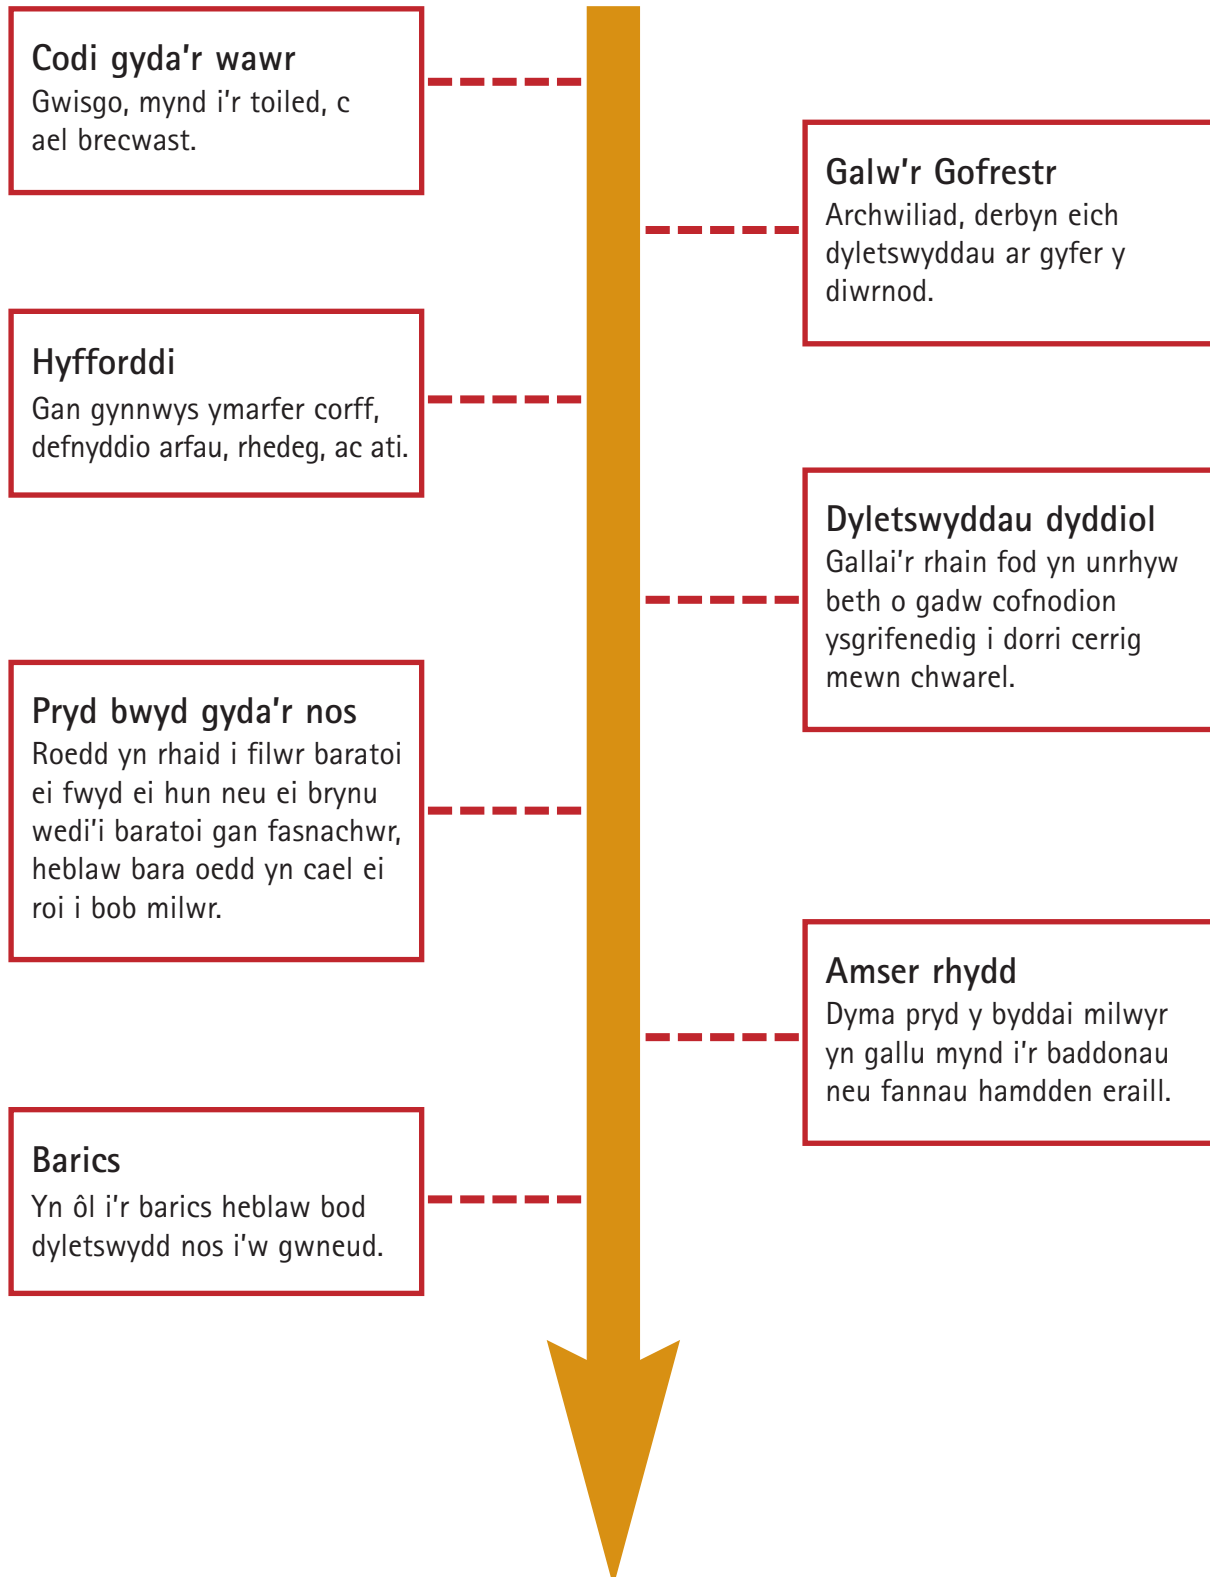 Codi gyda'r wawr
Gwisgo, mynd i'r toiled, c
ael brecwast.
Galw'r Gofrestr
Archwiliad, derbyn eich
dyletswyddau ar gyfer y
diwrnod.
Hyfforddi
Gan gynnwys ymarfer corff,
defnyddio arfau, rhedeg, ac ati.
Dyletswyddau dyddiol
Gallai'r rhain fod yn unrhyw
beth o gadw cofnodion
ysgrifenedig i dorri cerrig
mewn chwarel.
Pryd bwyd gyda'r nos
Roedd yn rhaid i filwr baratoi
ei fwyd ei hun neu ei brynu
wedi'i baratoi gan fasnachwr,
heblaw bara oedd yn cael ei
roi i bob milwr.
Amser rhydd
Dyma pryd y byddai milwyr
yn gallu mynd i'r baddonau
neu fannau hamdden eraill.
Barics
Yn ôl i'r barics heblaw bod
dyletswydd nos i'w gwneud.